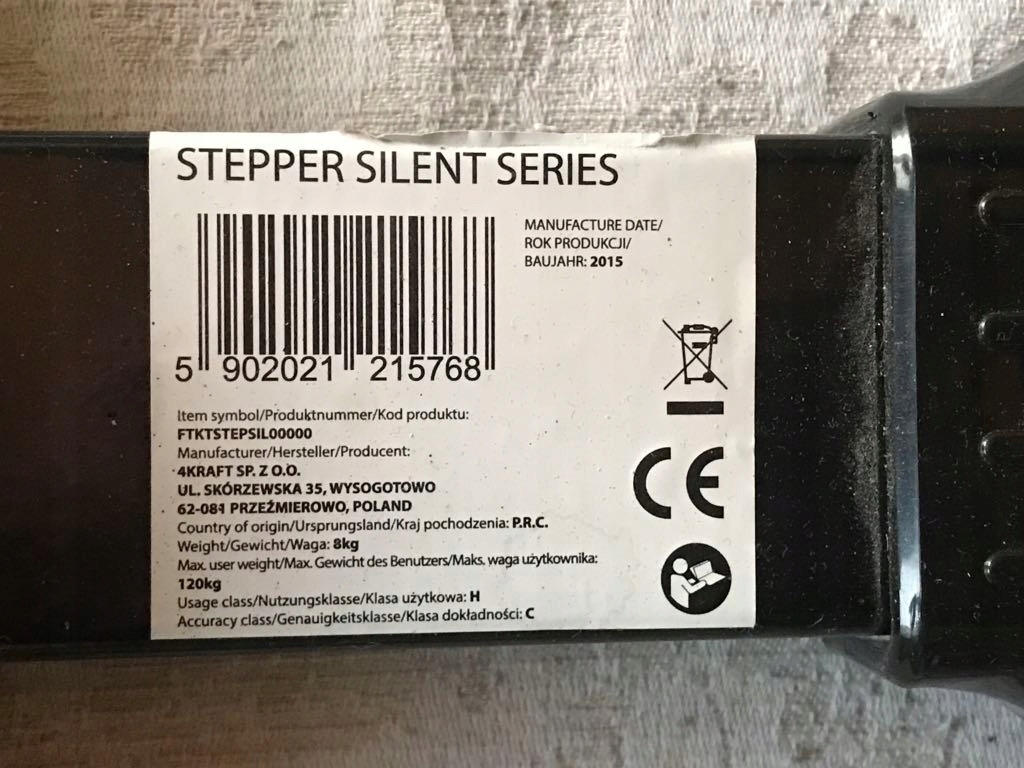 STEPPER SILENT SERIES
MANUFACTURE DATE/
ROK PRODUKCJI/
BAUJAHR: 2015
5 902021 215768
Item symbol/Produktnummer/Kod produktu:
FTKTSTEPSIL00000
Manufacturer/Hersteller/Producent:
4KRAFT SP. Z O.O.
UL. SKÓRZEWSKA 35, WYSOGOTOWO
62-081 PRZEŹMIEROWO, POLAND
Country of origin/Ursprungsland/Kraj pochodzenia: P.R.C.
Weight/Gewicht/Waga: 8kg
Max. user weight/Max. Gewicht des Benutzers/Maks. waga użytkownika:
120kg
Usage class/Nutzungsklasse/Klasa użytkowa: H
Accuracy class/Genauigkeitsklasse/Klasa dokładności: C
CE